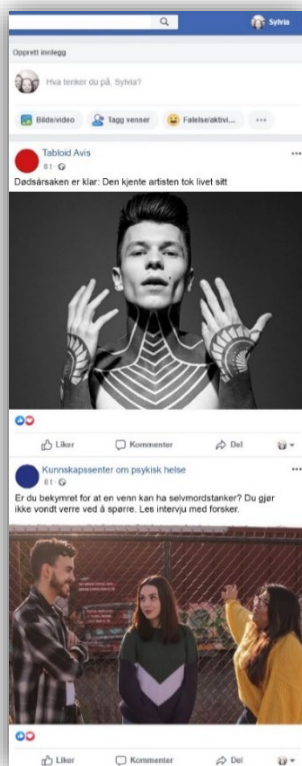 Sylvia
Opprett innlegg
Hva tenker du på, Sylvia?
Bilde/video
Tagg venner
Følelse/aktivi...
Tabloid Avis
8 t ·
Dødsårsaken er klar: Den kjente artisten tok livet sitt
Liker
Kommenter
Del
Kunnskapssenter om psykisk helse
8 t ·
Er du bekymret for at en venn kan ha selvmordstanker? Du gjør
ikke vondt verre ved å spørre. Les intervju med forsker.
Liker
Kommenter
Del